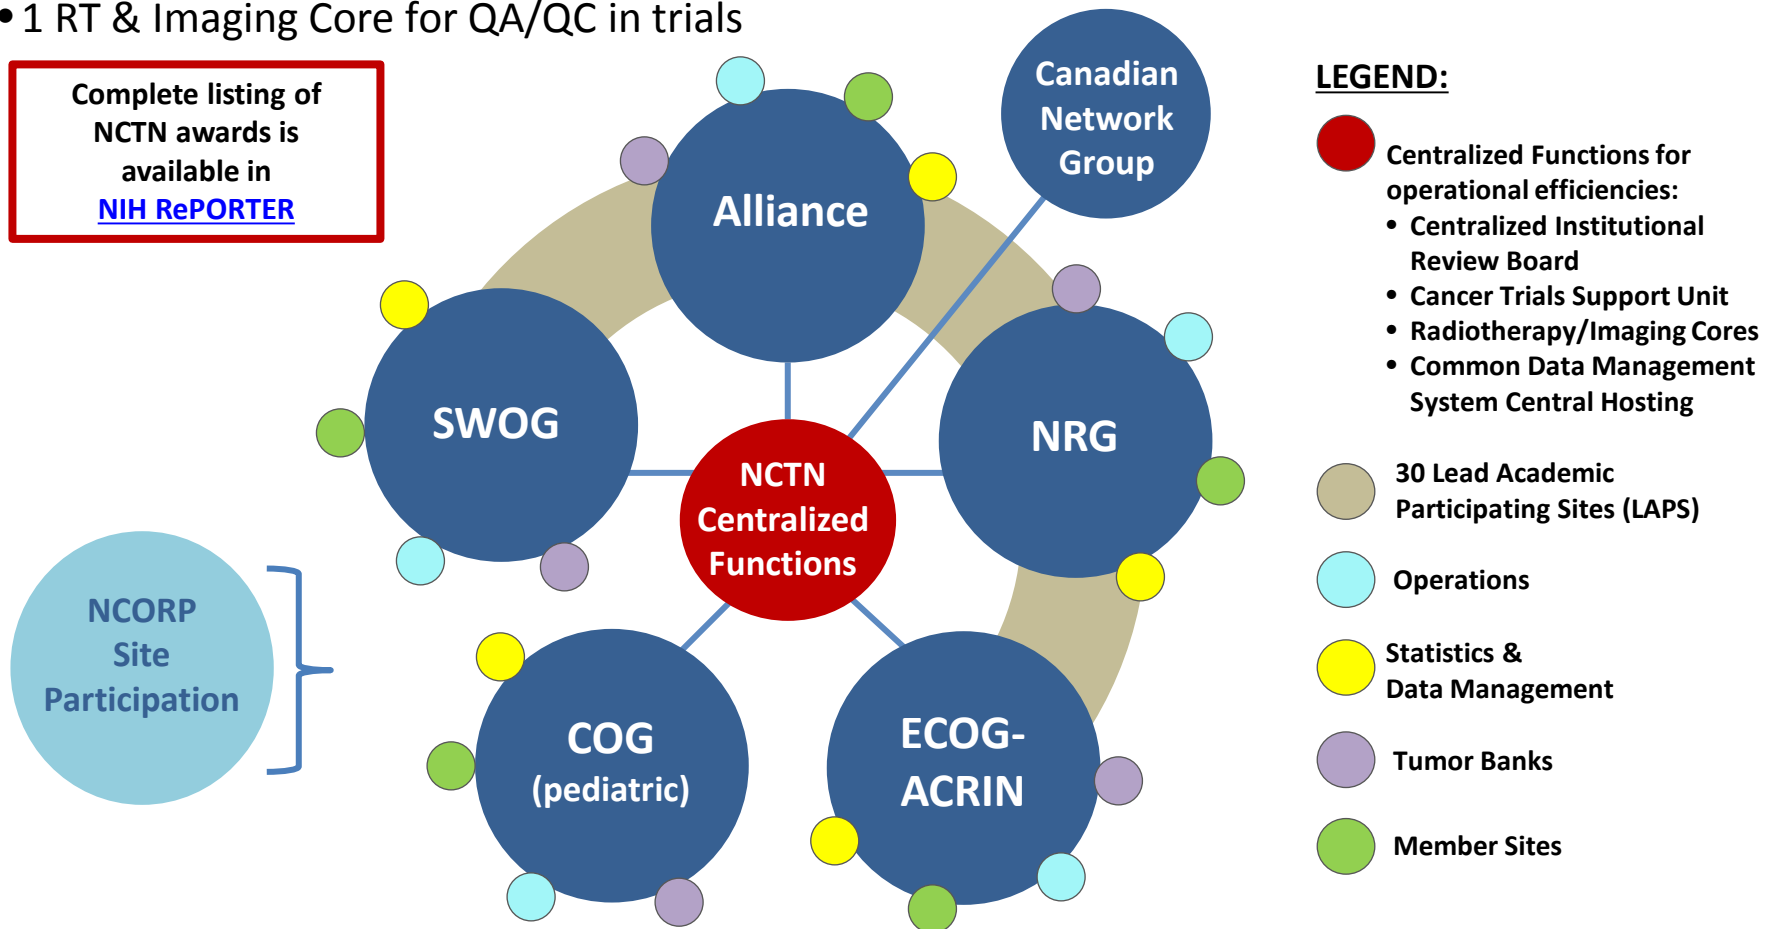 • 1 RT & Imaging Core for QA/QC in trials
Complete listing of
NCTN awards is
available in
NIH RePORTER
Canadian
Network
Group
Alliance
SWOG
NRG
NCTN
Centralized
Functions
NCORP
Site
Participation
COG
(pediatric)
ECOG-
ACRIN
LEGEND:
Centralized Functions for
operational efficiencies:
• Centralized Institutional
Review Board
• Cancer Trials Support Unit
• Radiotherapy/Imaging Cores
• Common Data Management
System Central Hosting
30 Lead Academic
Participating Sites (LAPS)
Operations
Statistics &
Data Management
Tumor Banks
Member Sites